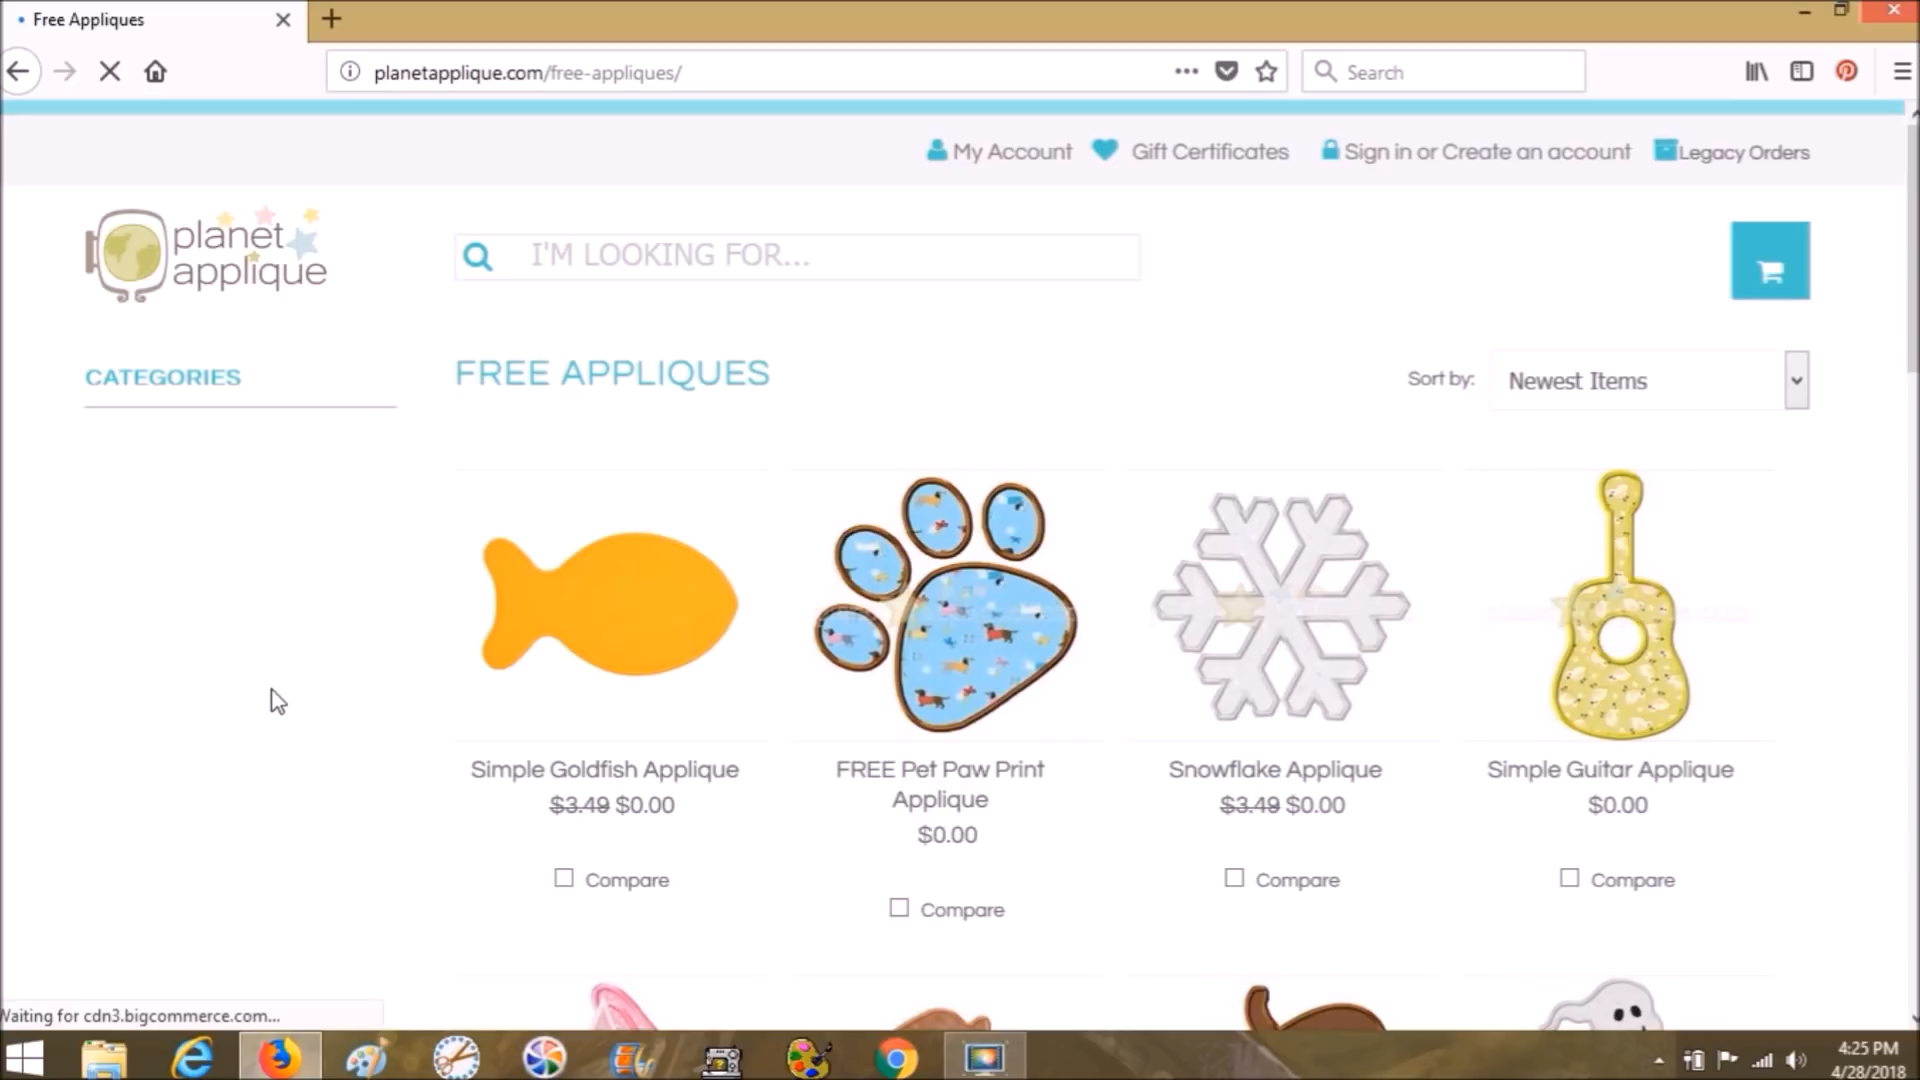 Free Appliques
planetapplique.com/free-appliques/
Search
My Account
Gift Certificates
Sign in or Create an account
Legacy Orders
planet
applique
I'M LOOKING FOR...
CATEGORIES
FREE APPLIQUES
Sort by:
Newest Items
Simple Goldfish Applique
$3.49 $0.00
Compare
FREE Pet Paw Print
Applique
$0.00
Compare
Snowflake Applique
$3.49 $0.00
Compare
Simple Guitar Applique
$0.00
Compare
Waiting for cdn3.bigcommerce.com...
4:25 PM
4/28/2018